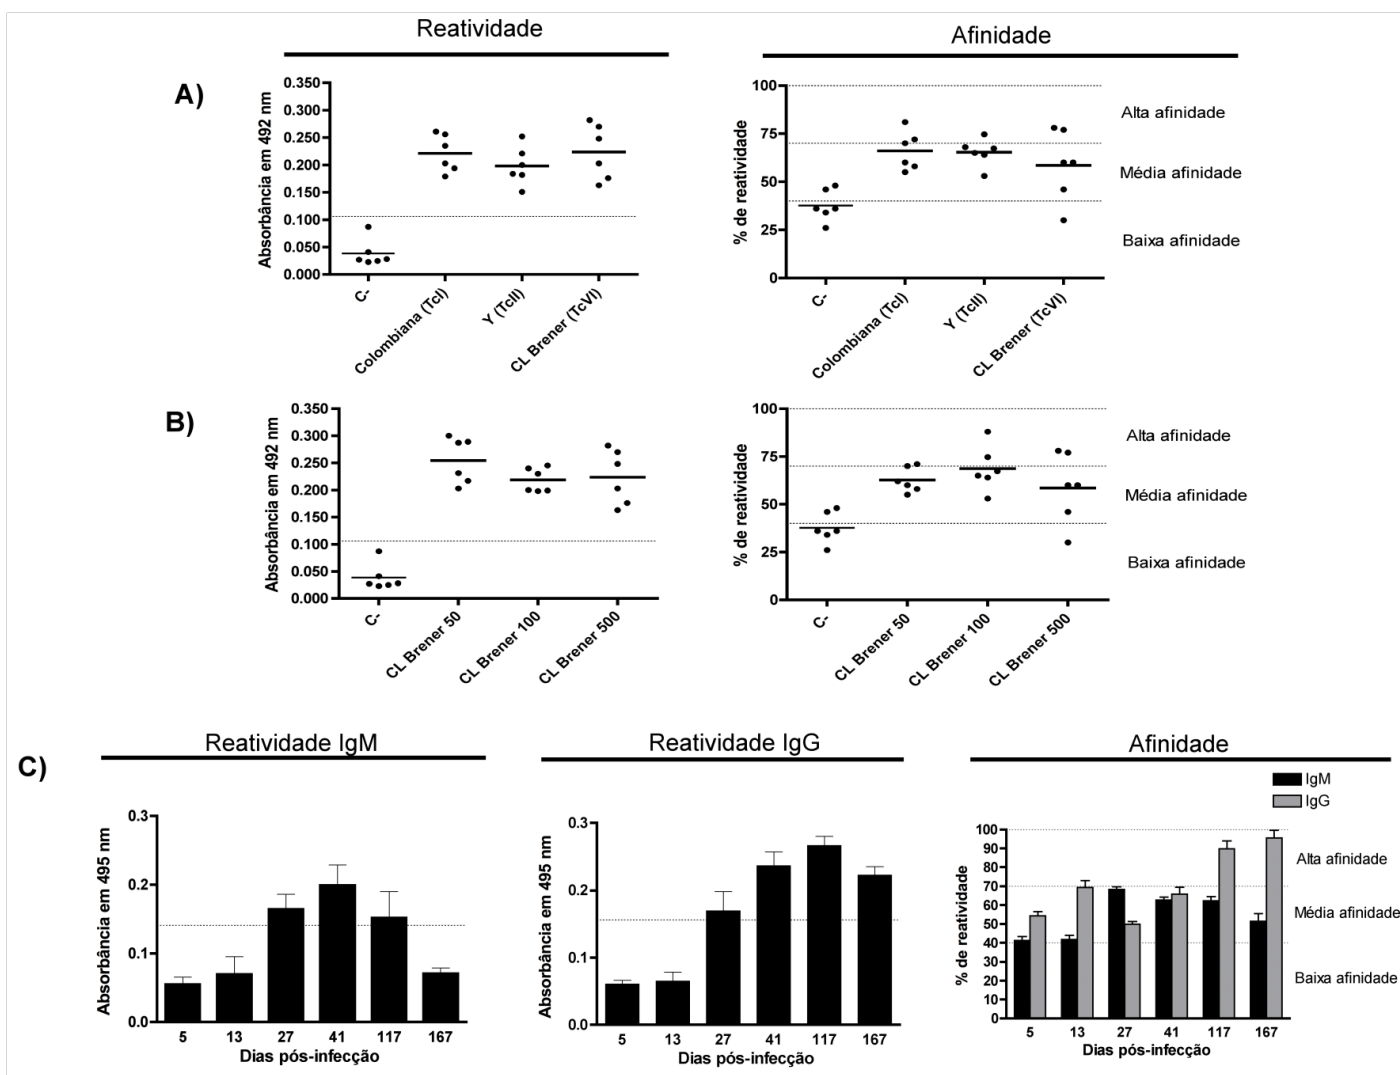 Reatividade
Afinidade
A)
Absorbância em 492 nm
0.350
0.300
0.250
0.200
0.150
0.100
0.050
0.000
C-
Colombiana (TcI)
Y (TcII)
CL Brener (TcVI)
% de reatividade
100
75
50
25
0
C-
Colombiana (TcI)
Y (TcII)
CL Brener (TcVI)
Alta afinidade
Média afinidade
Baixa afinidade
B)
Absorbância em 492 nm
0.350
0.300
0.250
0.200
0.150
0.100
0.050
0.000
C-
CL Brener 50
CL Brener 100
CL Brener 500
% de reatividade
100
75
50
25
0
C-
CL Brener 50
CL Brener 100
CL Brener 500
Alta afinidade
Média afinidade
Baixa afinidade
C)
Reatividade IgM
Absorbância em 495 nm
0.3
0.2
0.1
0.0
5 13 27 41 117 167
Dias pós-infecção
Reatividade IgG
Absorbância em 495 nm
0.3
0.2
0.1
0.0
5 13 27 41 117 167
Dias pós-infecção
Afinidade
IgM
IgG
% de reatividade
100
90
80
70
60
50
40
30
20
10
0
5 13 27 41 117 167
Dias pós-infecção
Alta afinidade
Média afinidade
Baixa afinidade